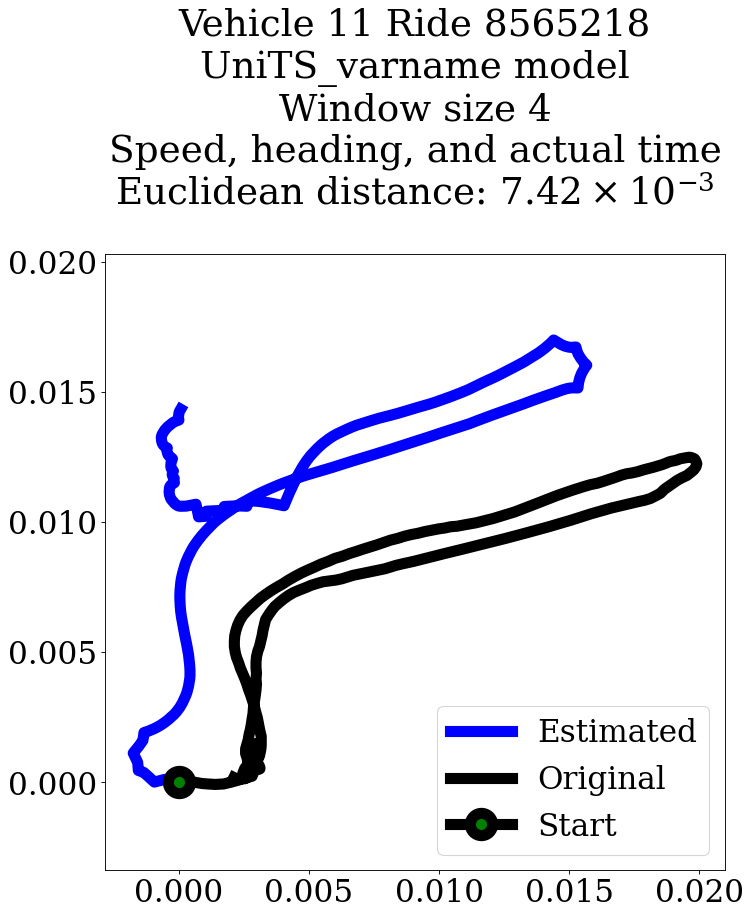 Vehicle 11 Ride 8565218
UniTS_varname model
Window size 4
Speed, heading, and actual time
Euclidean distance: 7.42 × 10⁻³
0.020
0.015
0.010
0.005
0.000
Estimated
Original
Start
0.000 0.005 0.010 0.015 0.020